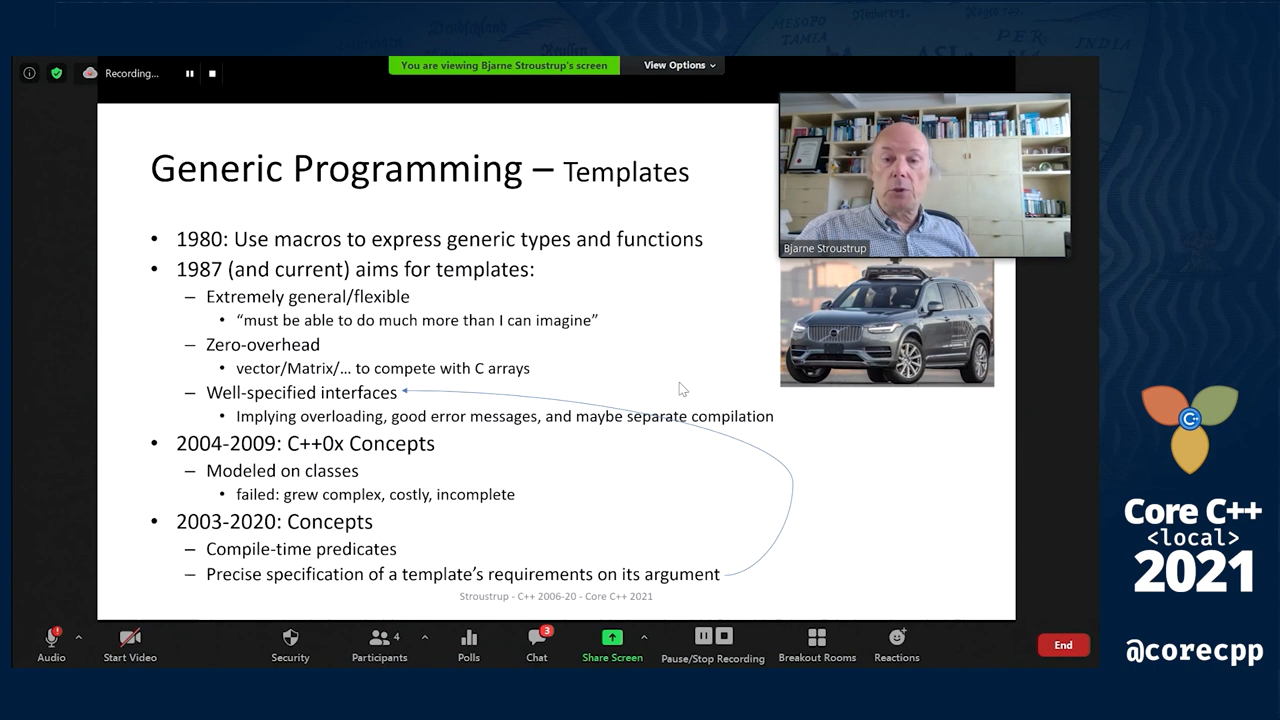 MESOPO
TAMIA
PER
INDIA
Recording...
You are viewing Bjarne Stroustrup's screen
View Options
Generic Programming – Templates
Bjarne Stroustrup
• 1980: Use macros to express generic types and functions
• 1987 (and current) aims for templates:
– Extremely general/flexible
• “must be able to do much more than I can imagine”
– Zero-overhead
• vector/Matrix/... to compete with C arrays
– Well-specified interfaces
• Implying overloading, good error messages, and maybe separate compilation
• 2004-2009: C++0x Concepts
– Modeled on classes
• failed: grew complex, costly, incomplete
• 2003-2020: Concepts
– Compile-time predicates
– Precise specification of a template’s requirements on its argument
Stroustrup - C++ 2006-20 - Core C++ 2021
C++
Core C++
<local>
2021
@corecpp
Audio
Start Video
Security
4
Participants
Polls
3
Chat
Share Screen
Pause/Stop Recording
Breakout Rooms
Reactions
End